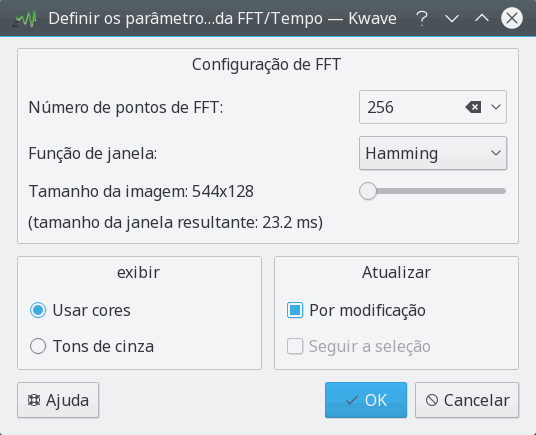 Definir os parâmetro...da FFT/Tempo — Kwave
Configuração de FFT
Número de pontos de FFT: 256
Função de janela: Hamming
Tamanho da imagem: 544x128
(tamanho da janela resultante: 23.2 ms)
exibir
Usar cores
Tons de cinza
Atualizar
Por modificação
Seguir a seleção
Ajuda
OK
Cancelar